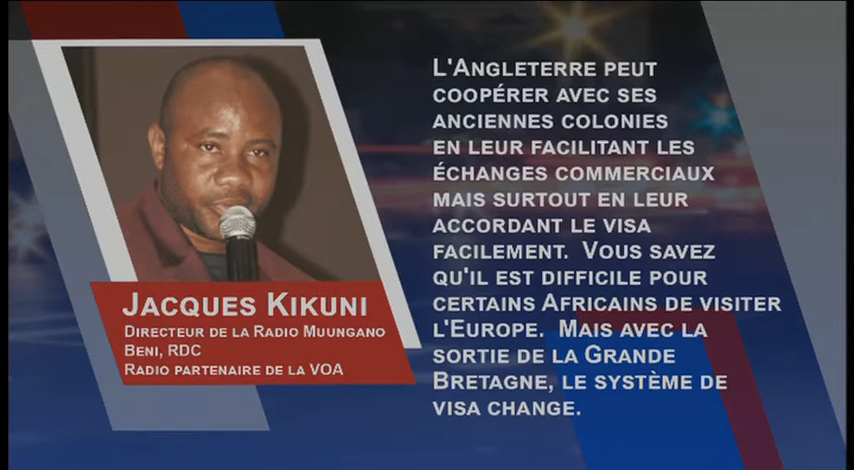 L'Angleterre peut
coopérer avec ses
anciennes colonies
en leur facilitant les
échanges commerciaux
mais surtout en leur
accordant le visa
facilement. Vous savez
qu'il est difficile pour
certains Africains de visiter
l'Europe. Mais avec la
sortie de la Grande
Bretagne, le système de
visa change.
Jacques Kikuni
Directeur de la Radio Muungano
Beni, RDC
Radio partenaire de la VOA